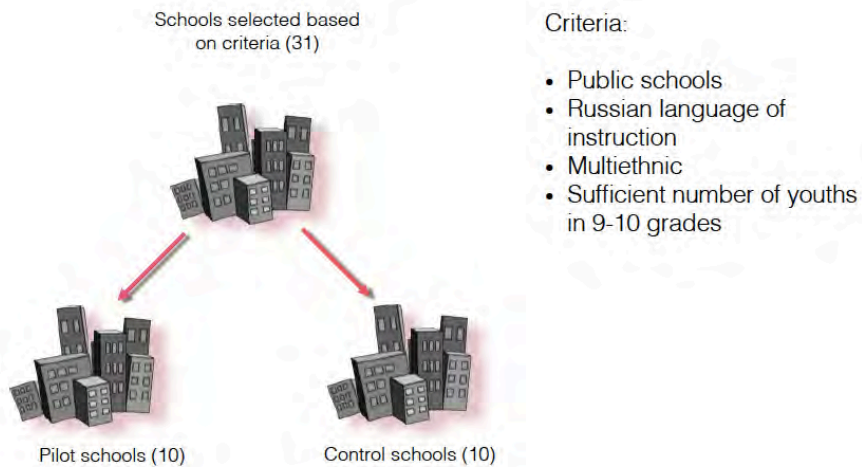 Schools selected based
on criteria (31)
Criteria:
• Public schools
• Russian language of
instruction
• Multiethnic
• Sufficient number of youths
in 9-10 grades
Pilot schools (10)
Control schools (10)